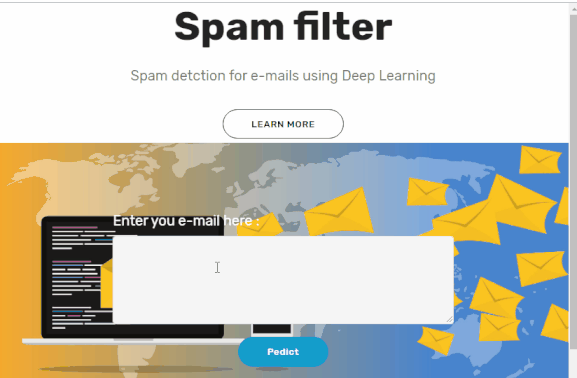 Spam filter
Spam detction for e-mails using Deep Learning
LEARN MORE
Enter you e-mail here :
Pedict